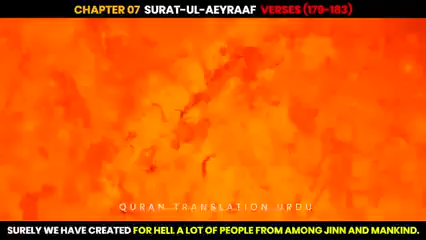 CHAPTER 07 SURAT-UL-AEYRAAF VERSES (179-183)
QURAN TRANSLATION URDU
SURELY WE HAVE CREATED FOR HELL A LOT OF PEOPLE FROM AMONG JINN AND MANKIND.